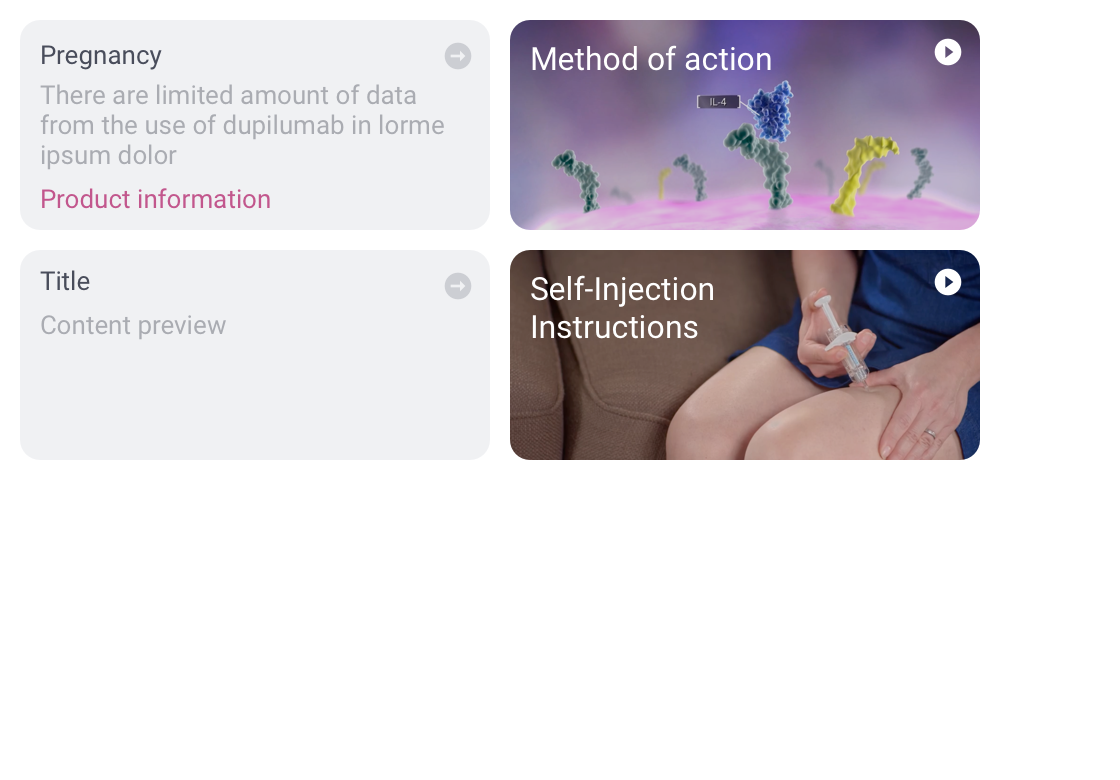 Pregnancy
There are limited amount of data
from the use of dupilumab in lorme
ipsum dolor
Product information
Method of action
IL-4
Title
Content preview
Self-Injection
Instructions